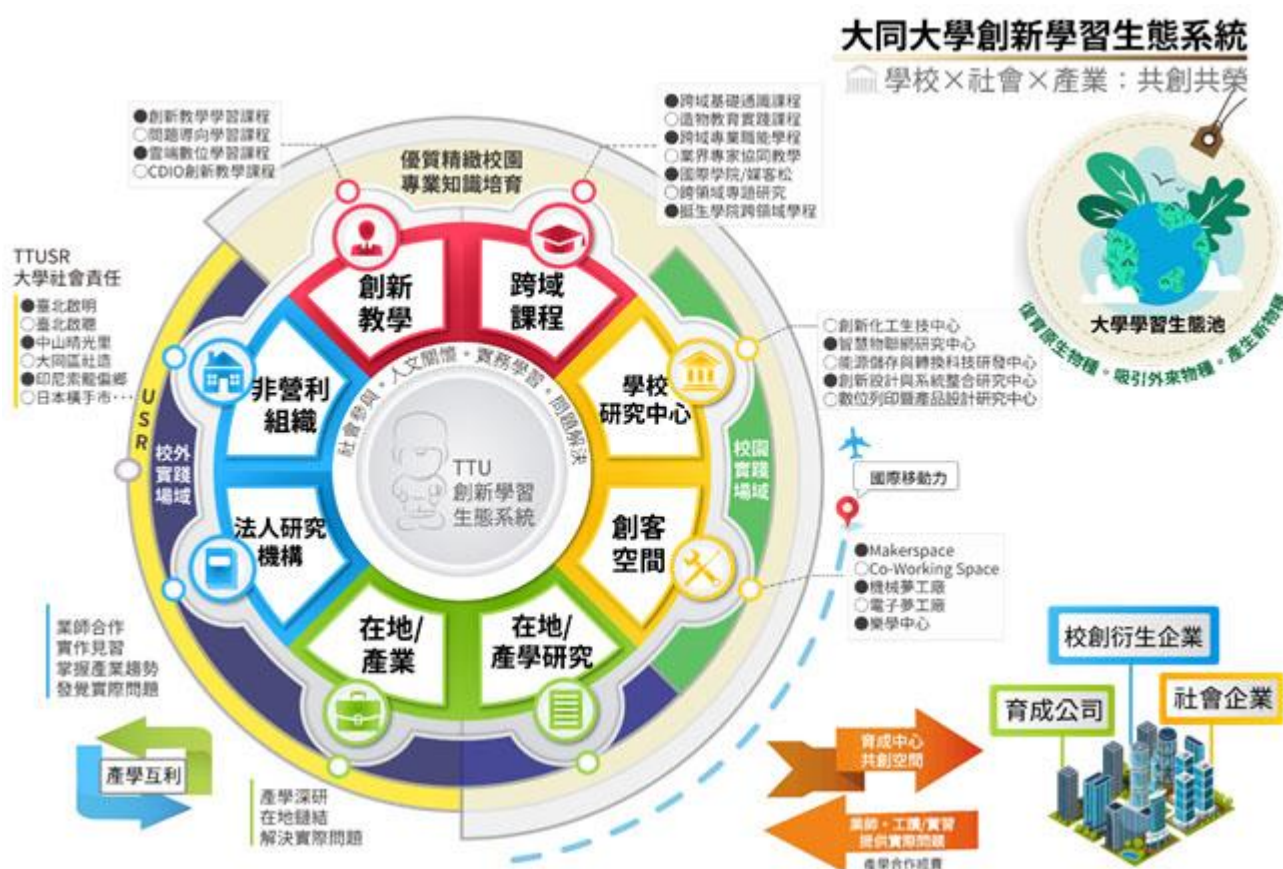 大同大學創新學習生態系統
學校×社會×產業：共創共榮
●創新教學學習課程
○問題導向學習課程
●雲端數位學習課程
○CDIO創新教學課程
●跨域基礎通識課程
○造物教育實踐課程
●跨域專業職能學程
○業界專家協同教學
●國際學院/媒客松
○跨領域專題研究
●挺生學院跨領域學程
優質精緻校園
專業知識培育
大學學習生態池
復育原生物種。吸引外來物種。產生新物種
TTUSR
大學社會責任
●臺北啟明
○臺北啟聰
●中山晴光里
○大同區社造
●印尼索龍偏鄉
○日本橫手市
USR
創新
教學
跨域
課程
非營利
組織
學校
研究中心
法人研究
機構
創客
空間
在地/
產業
在地/
產學研究
社會參與。人文關懷。實務學習。問題解決
TTU
創新學習
生態系統
校外
實踐
場域
校園
實踐
場域
○創新化工生技中心
●智慧物聯網研究中心
○能源儲存與轉換科技研發中心
●創新設計與系統整合研究中心
○數位列印暨產品設計研究中心
國際移動力
●Makerspace
○Co-Working Space
●機械夢工廠
○電子夢工廠
●樂學中心
業師合作
實作見習
掌握產業趨勢
發覺實際問題
產學互利
產學深研
在地鏈結
解決實際問題
育成中心
共創空間
業師。工讀/實習
提供實際問題
產學合作經費
校創衍生企業
育成公司
社會企業